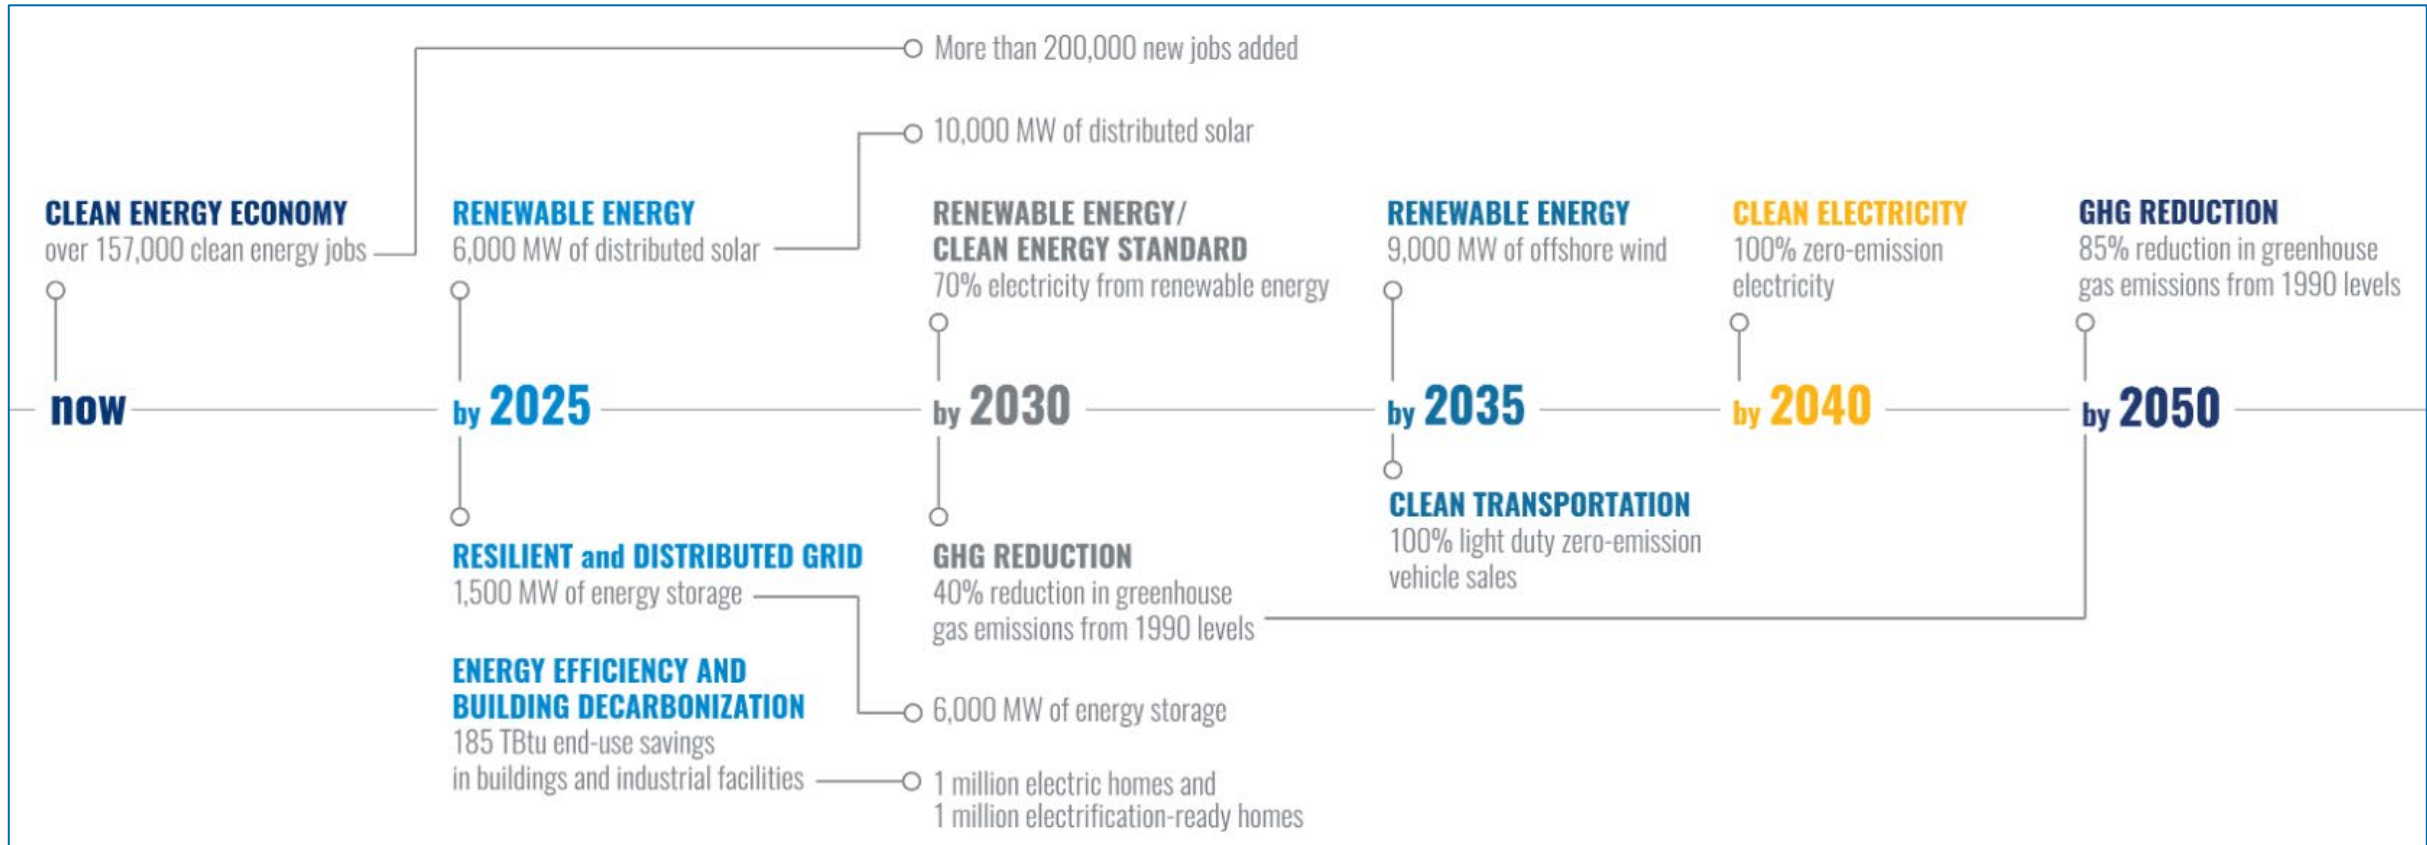 More than 200,000 new jobs added
10,000 MW of distributed solar
CLEAN ENERGY ECONOMY
over 157,000 clean energy jobs
RENEWABLE ENERGY
6,000 MW of distributed solar
RENEWABLE ENERGY/
CLEAN ENERGY STANDARD
70% electricity from renewable energy
RENEWABLE ENERGY
9,000 MW of offshore wind
CLEAN ELECTRICITY
100% zero-emission
electricity
GHG REDUCTION
85% reduction in greenhouse
gas emissions from 1990 levels
now
by 2025
by 2030
by 2035
by 2040
by 2050
RESILIENT and DISTRIBUTED GRID
1,500 MW of energy storage
ENERGY EFFICIENCY AND
BUILDING DECARBONIZATION
185 TBtu end-use savings
in buildings and industrial facilities
GHG REDUCTION
40% reduction in greenhouse
gas emissions from 1990 levels
6,000 MW of energy storage
1 million electric homes and
1 million electrification-ready homes
CLEAN TRANSPORTATION
100% light duty zero-emission
vehicle sales